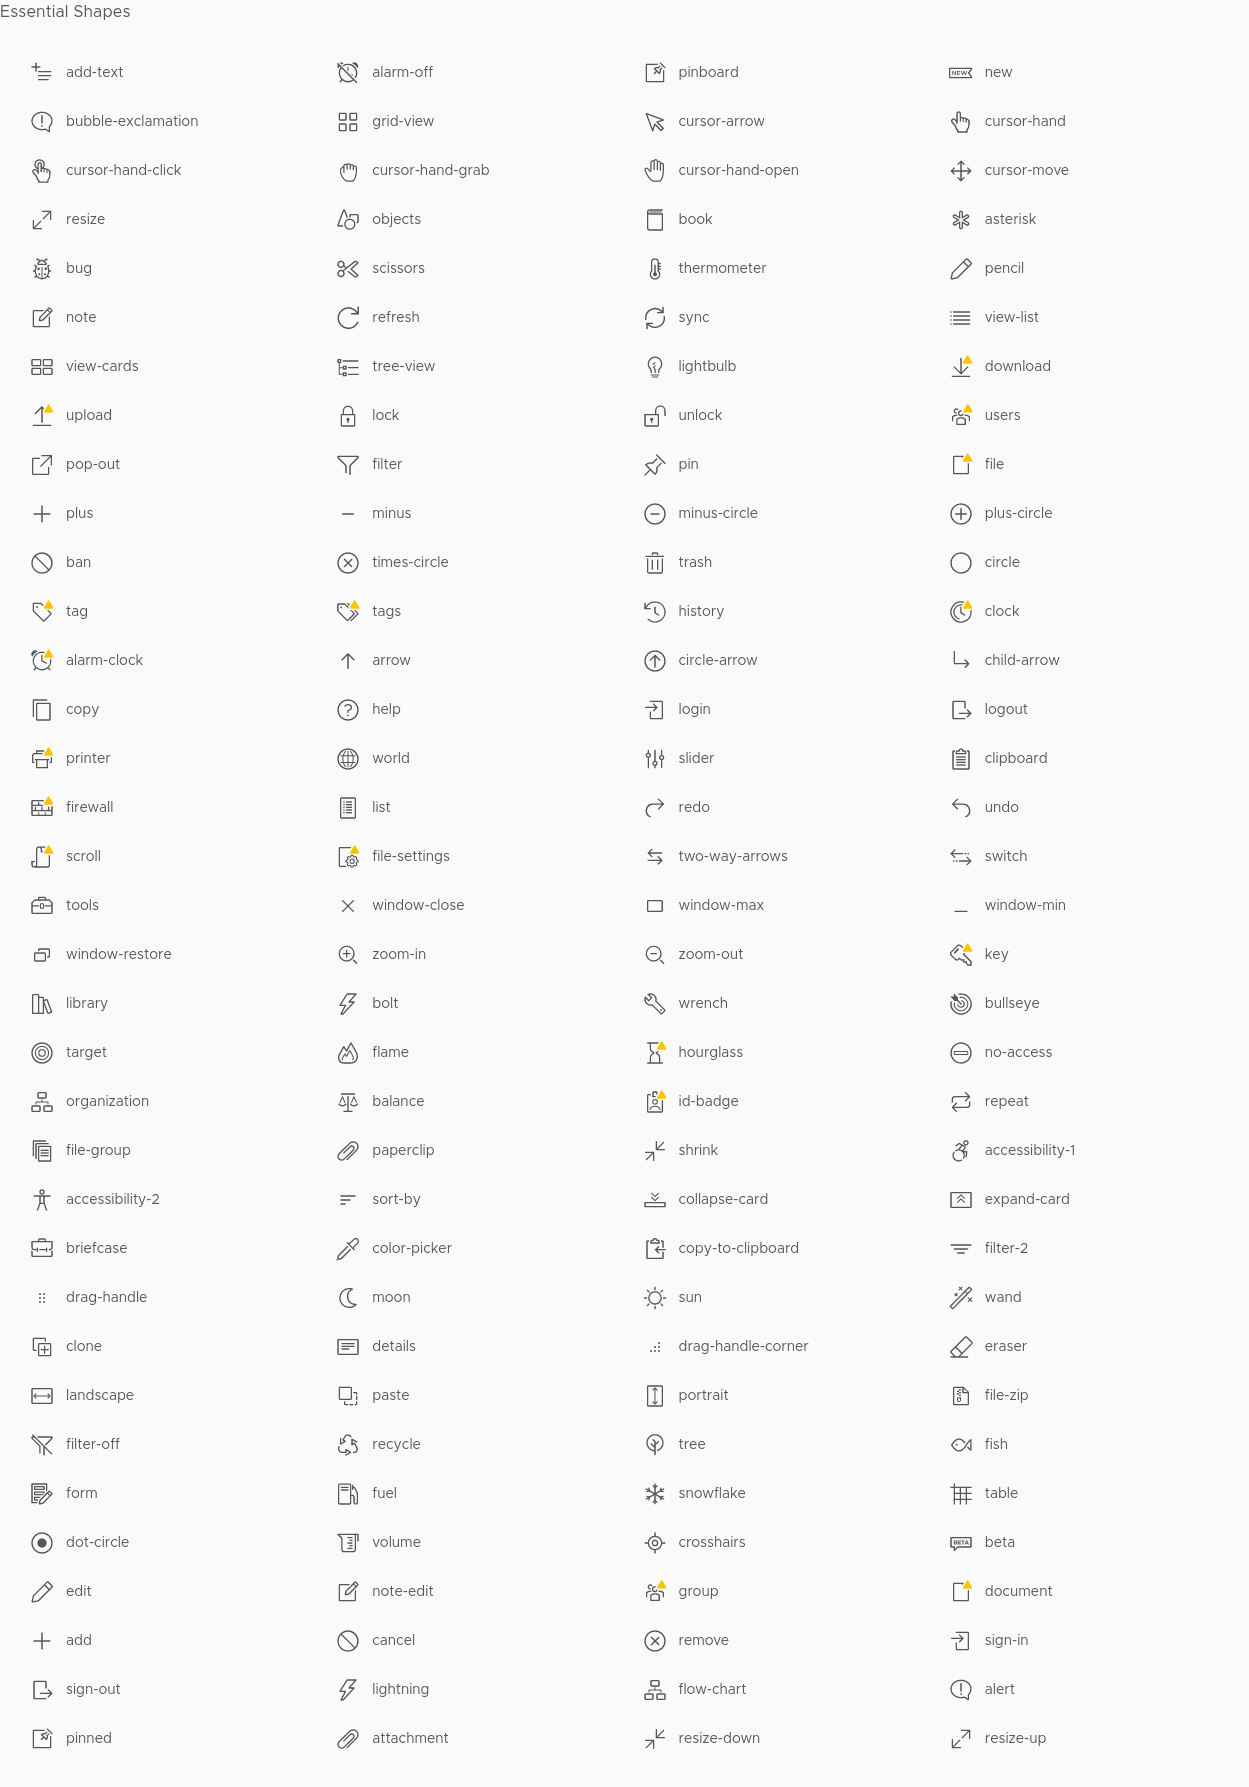 Essential Shapes
add-text alarm-off pinboard NEW new
bubble-exclamation grid-view cursor-arrow cursor-hand
cursor-hand-click cursor-hand-grab cursor-hand-open cursor-move
resize objects book asterisk
bug scissors thermometer pencil
note refresh sync view-list
view-cards tree-view lightbulb download
upload lock unlock users
pop-out filter pin file
plus minus minus-circle plus-circle
ban times-circle trash circle
tag tags history clock
alarm-clock arrow circle-arrow child-arrow
copy help login logout
printer world slider clipboard
firewall list redo undo
scroll file-settings two-way-arrows switch
tools window-close window-max window-min
window-restore zoom-in zoom-out key
library bolt wrench bullseye
target flame hourglass no-access
organization balance id-badge repeat
file-group paperclip shrink accessibility-1
accessibility-2 sort-by collapse-card expand-card
briefcase color-picker copy-to-clipboard filter-2
drag-handle moon sun wand
clone details drag-handle-corner eraser
landscape paste portrait file-zip
filter-off recycle tree fish
form fuel snowflake table
dot-circle volume crosshairs BETA beta
edit note-edit group document
add cancel remove sign-in
sign-out lightning flow-chart alert
pinned attachment resize-down resize-up